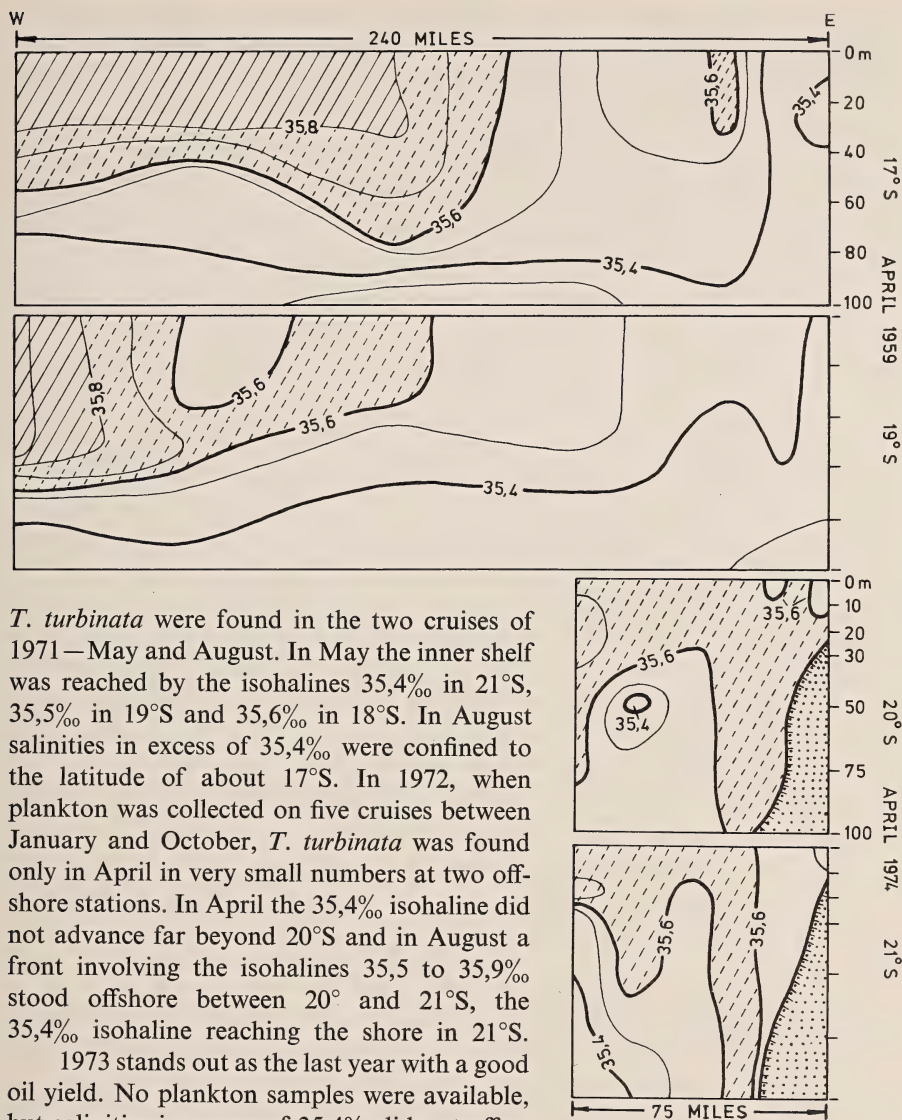 W E
240 MILES
0m
20
40
60
80
100
17°S
APRIL 1959
19°S
35,8
35,6
35,4
35,6
35,4
35,8
35,6
35,6
35,4
T. turbinata were found in the two cruises of
1971—May and August. In May the inner shelf
was reached by the isohalines 35,4‰ in 21°S,
35,5‰ in 19°S and 35,6‰ in 18°S. In August
salinities in excess of 35,4‰ were confined to
the latitude of about 17°S. In 1972, when
plankton was collected on five cruises between
January and October, T. turbinata was found
only in April in very small numbers at two off-
shore stations. In April the 35,4‰ isohaline did
not advance far beyond 20°S and in August a
front involving the isohalines 35,5 to 35,9‰
stood offshore between 20° and 21°S, the
35,4‰ isohaline reaching the shore in 21°S.
1973 stands out as the last year with a good
oil yield. No plankton samples were available,
0m
10
20
30
50
75
100
20°S
APRIL 1974
21°S
35,6
35,6
35,4
35,6
35,6
35,4
75 MILES